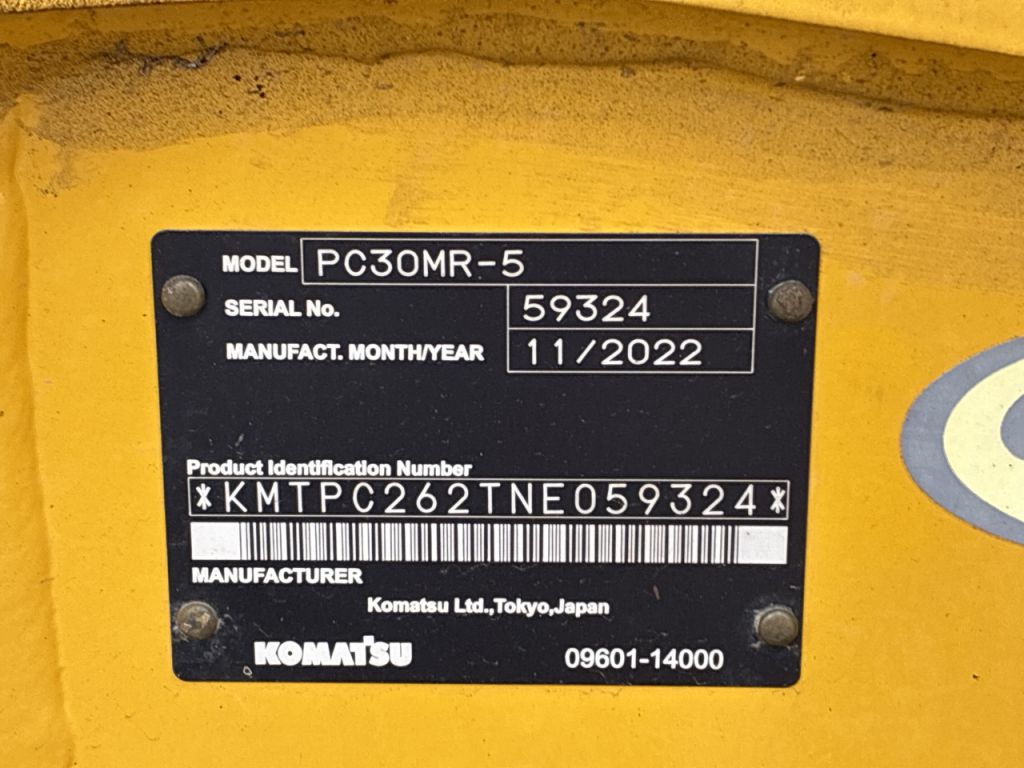 MODEL PC30MR-5
SERIAL No. 59324
MANUFACT. MONTH/YEAR 11/2022
Product Identification Number
*KMTPC262TNE059324*
MANUFACTURER
Komatsu Ltd.,Tokyo,Japan
KOMATSU 09601-14000